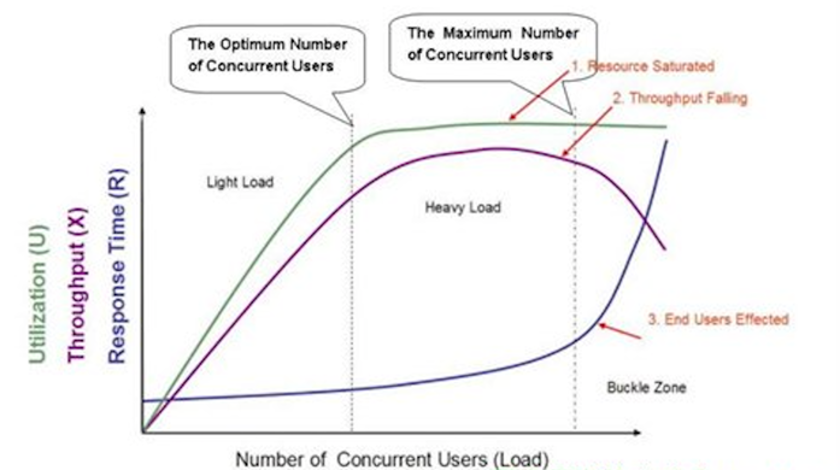 The Optimum Number
of Concurrent Users
The Maximum Number
of Concurrent Users
1. Resource Saturated
2. Throughput Falling
Light Load
Heavy Load
Utilization (U)
Throughput (X)
Response Time (R)
3. End Users Effected
Buckle Zone
Number of Concurrent Users (Load)